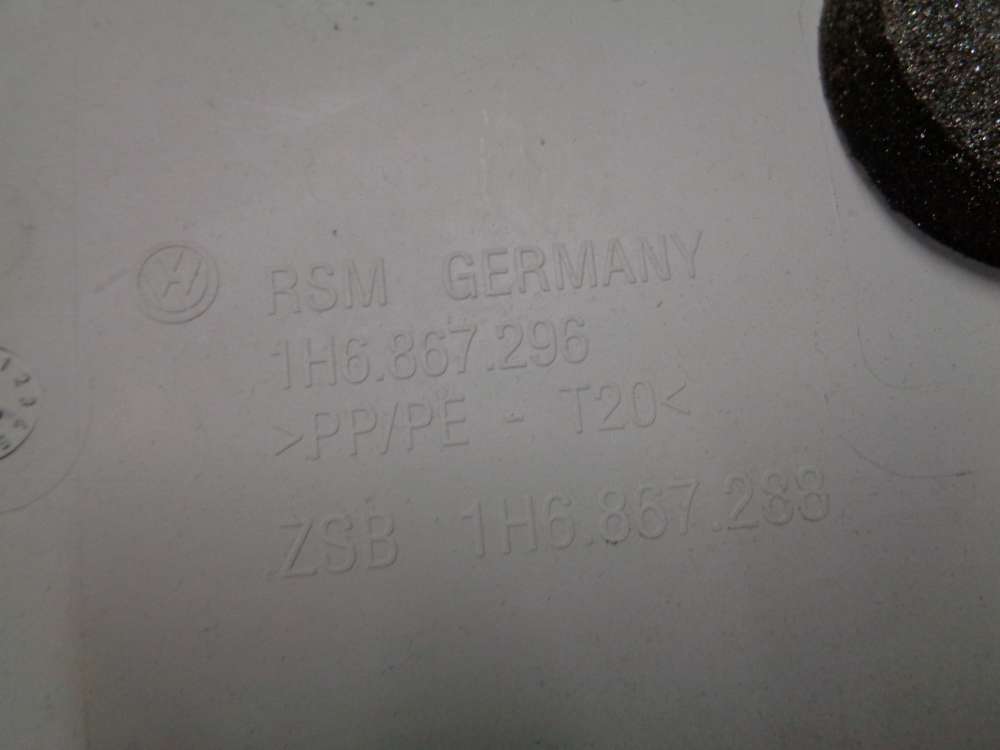 RSM GERMANY
1H6.867.296
>PP/PE - T20<
ZSB 1H6.867.288